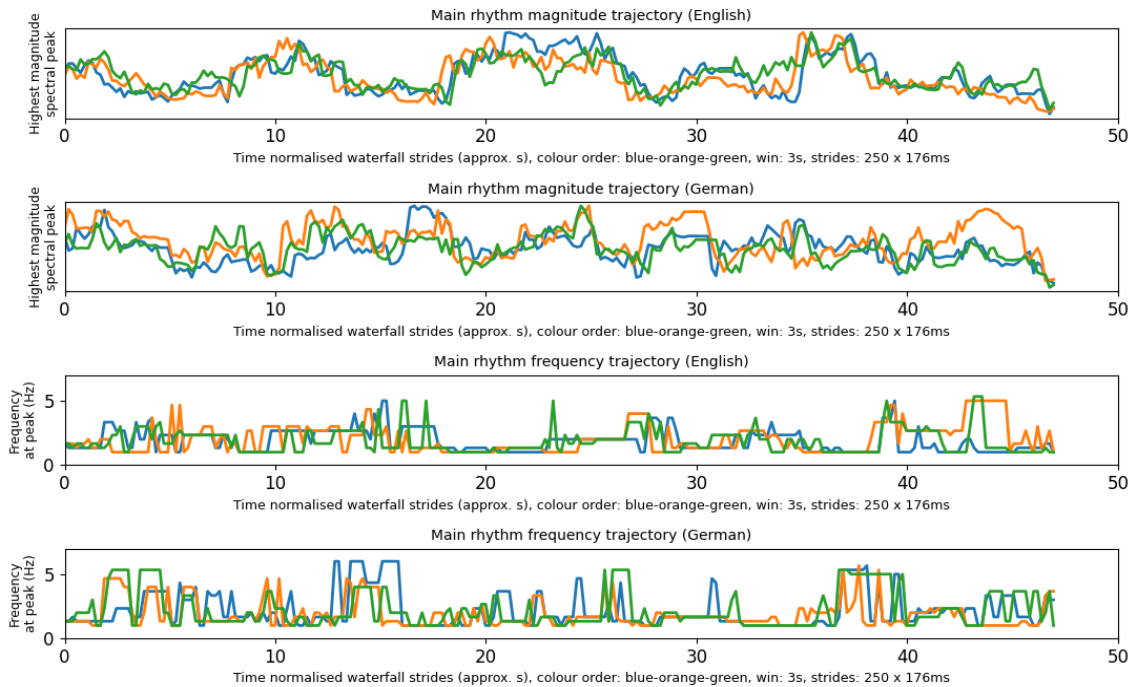 Main rhythm magnitude trajectory (English)
Highest magnitude
spectral peak
0 10 20 30 40 50
Time normalised waterfall strides (approx. s), colour order: blue-orange-green, win: 3s, strides: 250 x 176ms
Main rhythm magnitude trajectory (German)
Highest magnitude
spectral peak
0 10 20 30 40 50
Time normalised waterfall strides (approx. s), colour order: blue-orange-green, win: 3s, strides: 250 x 176ms
Main rhythm frequency trajectory (English)
Frequency
at peak (Hz)
5
0
0 10 20 30 40 50
Time normalised waterfall strides (approx. s), colour order: blue-orange-green, win: 3s, strides: 250 x 176ms
Main rhythm frequency trajectory (German)
Frequency
at peak (Hz)
5
0
0 10 20 30 40 50
Time normalised waterfall strides (approx. s), colour order: blue-orange-green, win: 3s, strides: 250 x 176ms